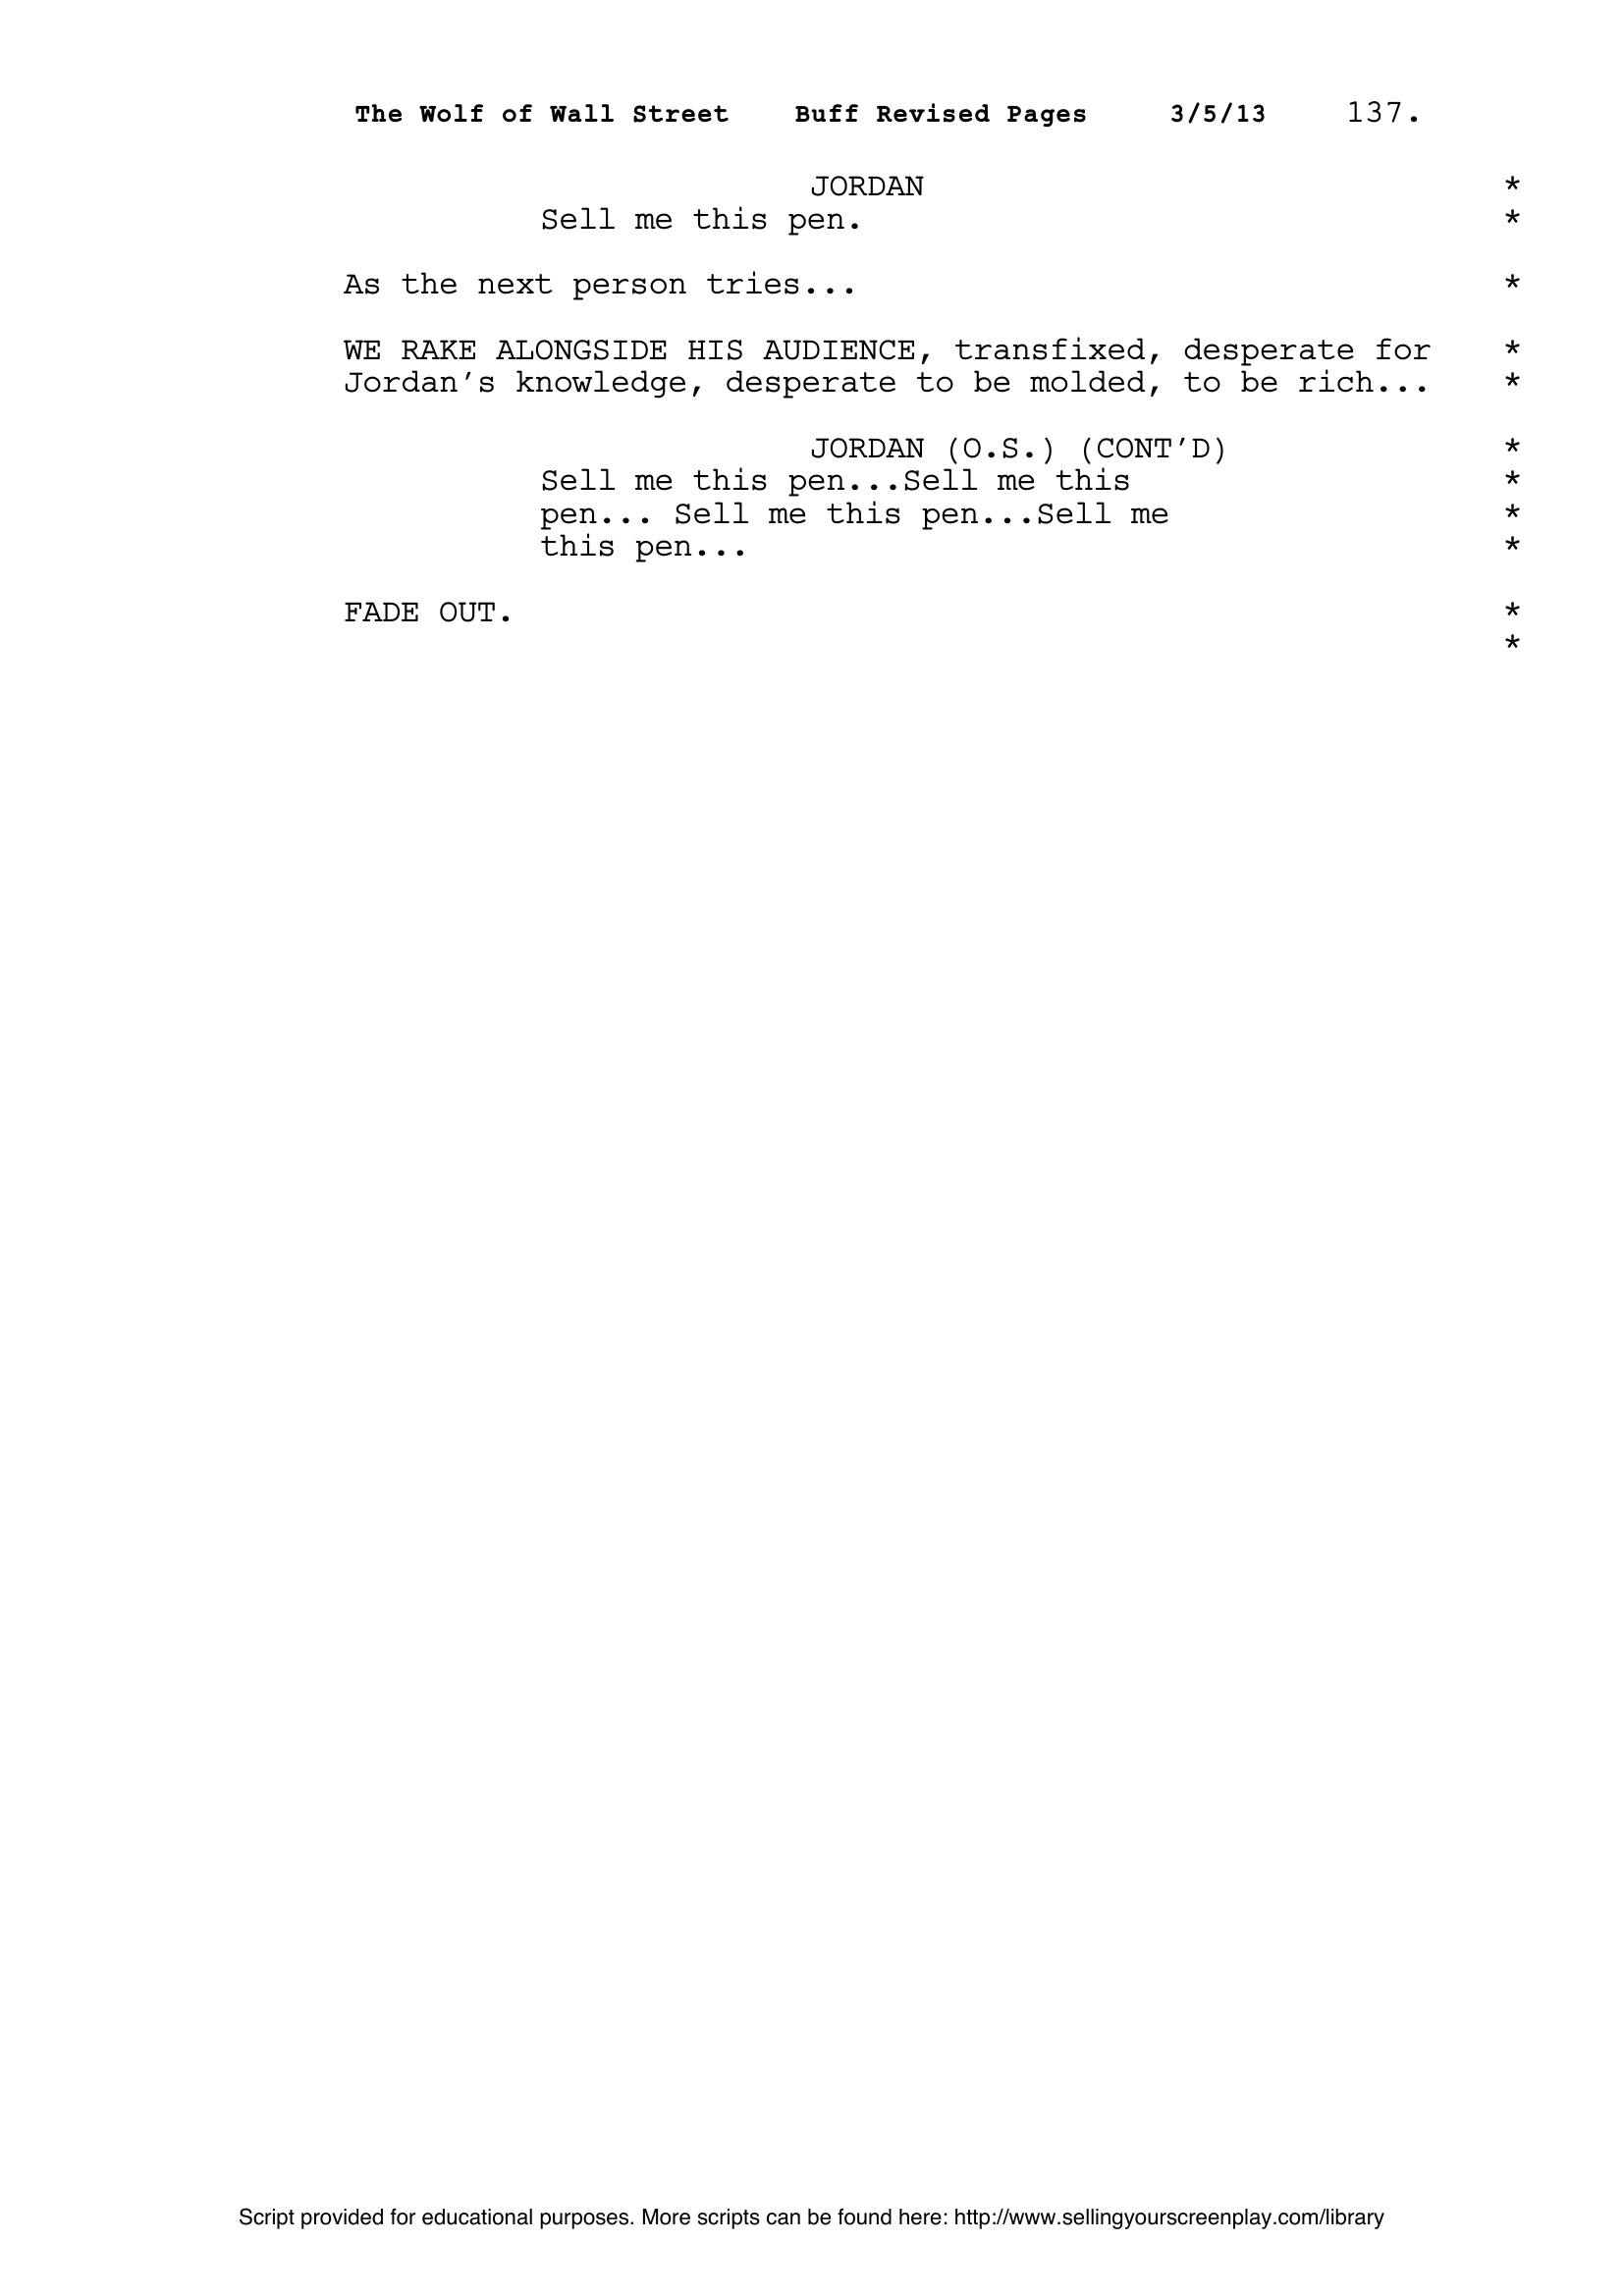 The Wolf of Wall Street Buff Revised Pages 3/5/13 137.
JORDAN *
Sell me this pen. *
As the next person tries... *
WE RAKE ALONGSIDE HIS AUDIENCE, transfixed, desperate for *
Jordan's knowledge, desperate to be molded, to be rich... *
JORDAN (O.S.) (CONT'D) *
Sell me this pen...Sell me this *
pen... Sell me this pen...Sell me *
this pen... *
FADE OUT. *
*
Script provided for educational purposes. More scripts can be found here: http://www.sellingyourscreenplay.com/library